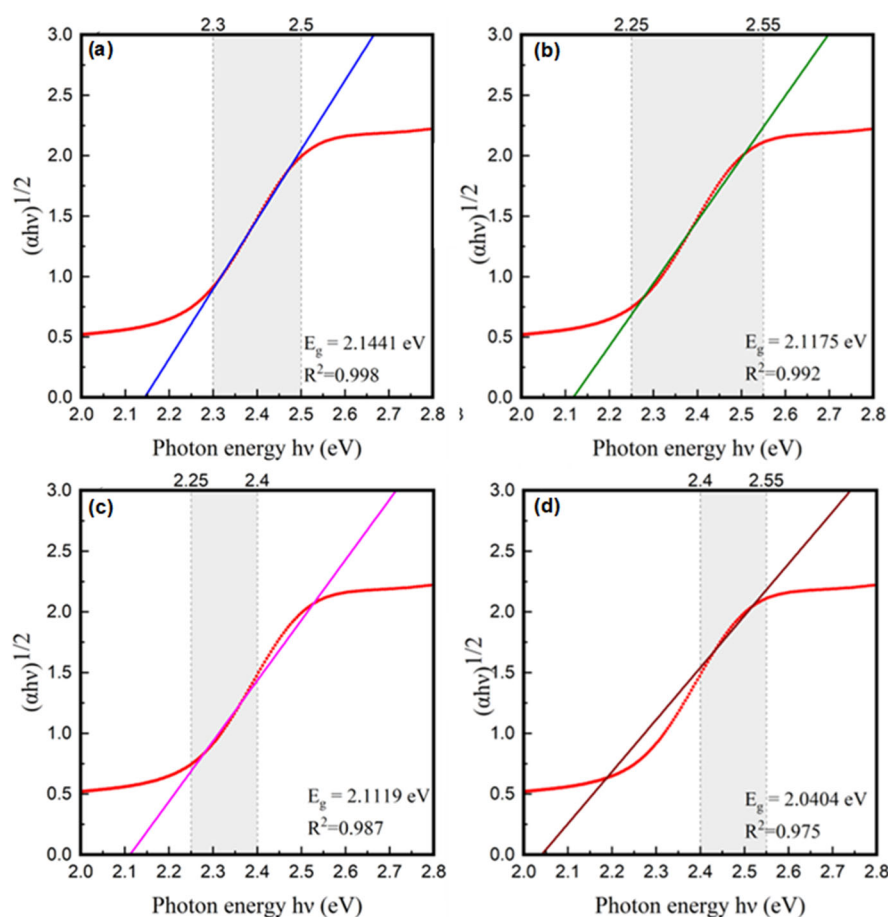 2.3 2.5
(a)
3.0
2.5
2.0
1.5
1.0
0.5
0.0
(αhν)1/2
E_g = 2.1441 eV
R²=0.998
2.0 2.1 2.2 2.3 2.4 2.5 2.6 2.7 2.8
Photon energy hν (eV)
2.25 2.55
(b)
3.0
2.5
2.0
1.5
1.0
0.5
0.0
(αhν)1/2
E_g = 2.1175 eV
R²=0.992
2.0 2.1 2.2 2.3 2.4 2.5 2.6 2.7 2.8
Photon energy hν (eV)
2.25 2.4
(c)
3.0
2.5
2.0
1.5
1.0
0.5
0.0
(αhν)1/2
E_g = 2.1119 eV
R²=0.987
2.0 2.1 2.2 2.3 2.4 2.5 2.6 2.7 2.8
Photon energy hν (eV)
2.4 2.55
(d)
3.0
2.5
2.0
1.5
1.0
0.5
0.0
(αhν)1/2
E_g = 2.0404 eV
R²=0.975
2.0 2.1 2.2 2.3 2.4 2.5 2.6 2.7 2.8
Photon energy hν (eV)